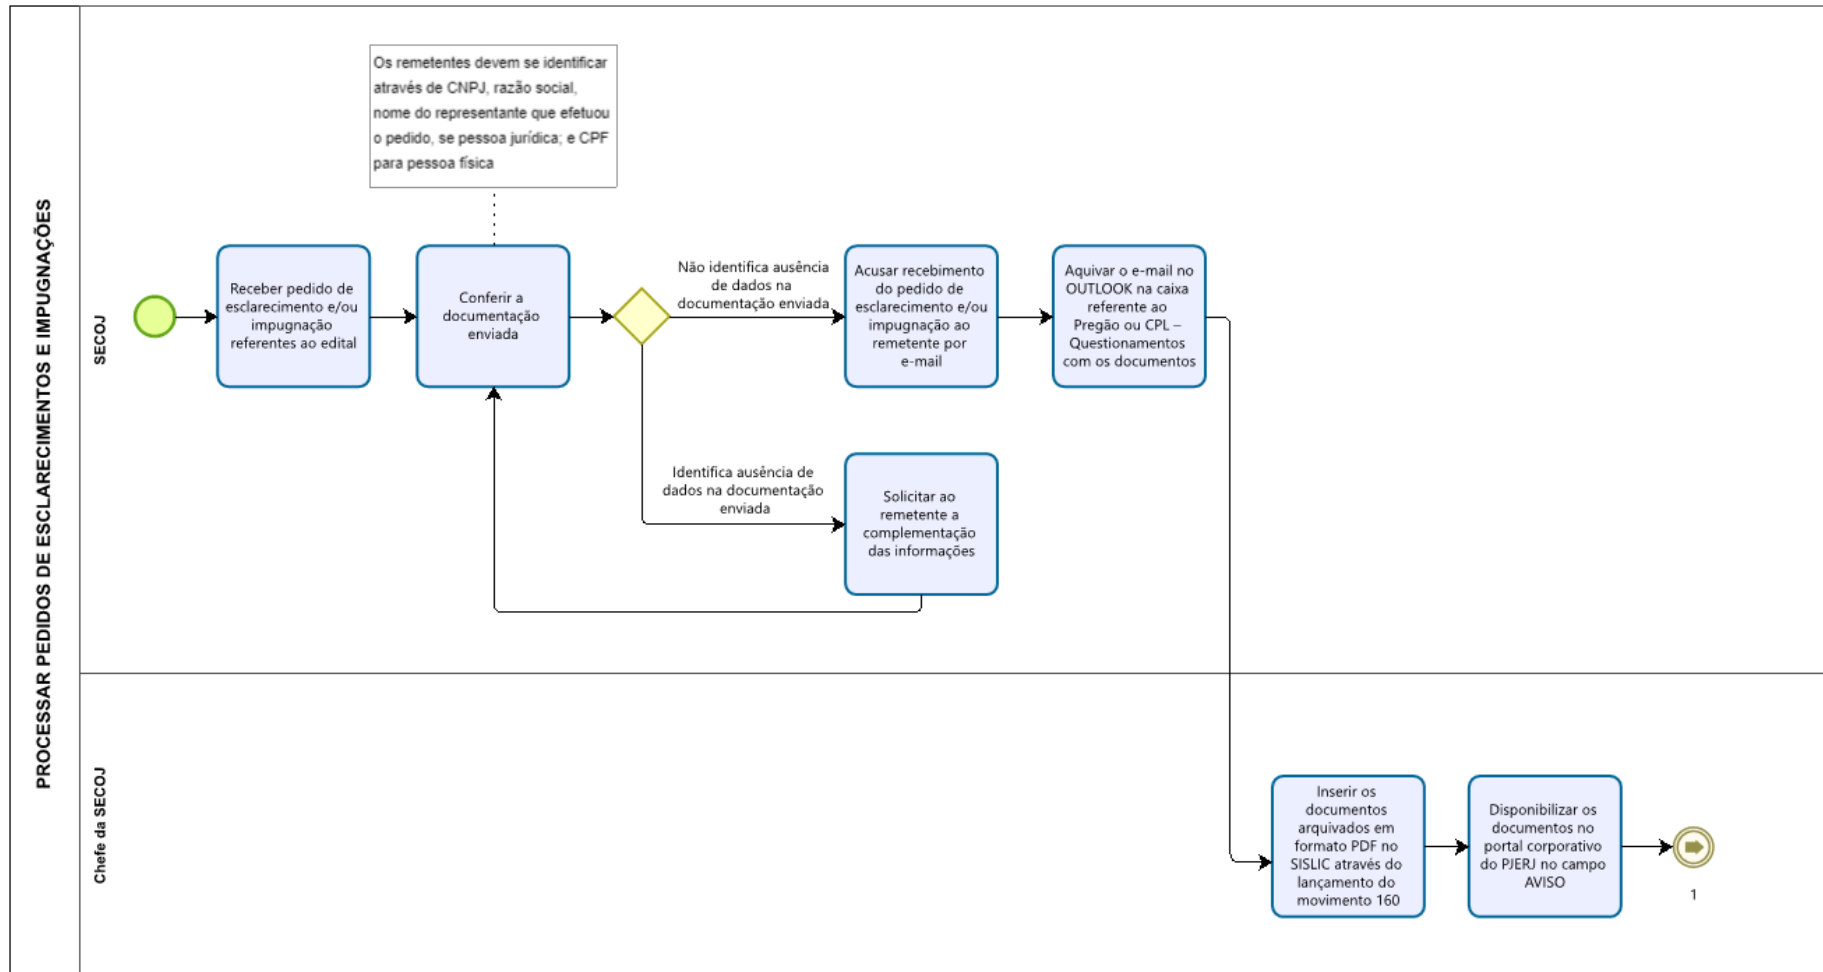 PROCESSAR PEDIDOS DE ESCLARECIMENTOS E IMPUGNAÇÕES
SECOJ
Os remetentes devem se identificar
através de CNPJ, razão social,
nome do representante que efetuou
o pedido, se pessoa jurídica; e CPF
para pessoa física
Receber pedido de
esclarecimento e/ou
impugnação
referentes ao edital
Conferir a
documentação
enviada
Não identifica ausência
de dados na
documentação enviada
Acusar recebimento
do pedido de
esclarecimento e/ou
impugnação ao
remetente por
e-mail
Aquivar o e-mail no
OUTLOOK na caixa
referente ao
Pregão ou CPL –
Questionamentos
com os documentos
Identifica ausência de
dados na documentação
enviada
Solicitar ao
remetente a
complementação
das informações
Chefe da SECOJ
Inserir os
documentos
arquivados em
formato PDF no
SISLIC através do
lançamento do
movimento 160
Disponibilizar os
documentos no
portal corporativo
do PJERJ no campo
AVISO
1